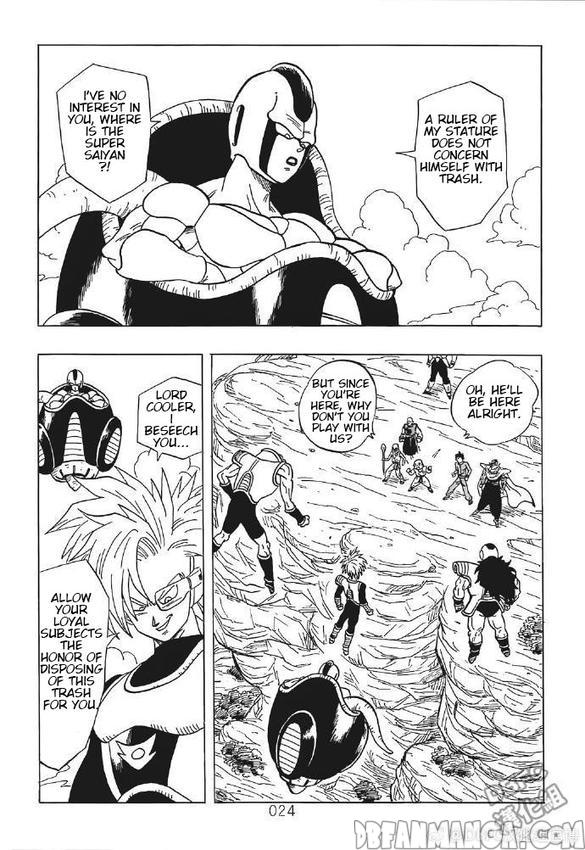 A RULER OF
MY STATURE
DOES NOT
CONCERN
HIMSELF WITH
TRASH.
I'VE NO
INTEREST IN
YOU, WHERE
IS THE
SUPER
SAIYAN
?!
OH, HE'LL
BE HERE
ALRIGHT.
BUT SINCE
YOU'RE
HERE, WHY
DON'T YOU
PLAY WITH
US?
LORD
COOLER,
I
BESEECH
YOU...
ALLOW
YOUR
LOYAL
SUBJECTS
THE
HONOR OF
DISPOSING
OF THIS
TRASH
FOR YOU.
024
DBFANMANGA.COM